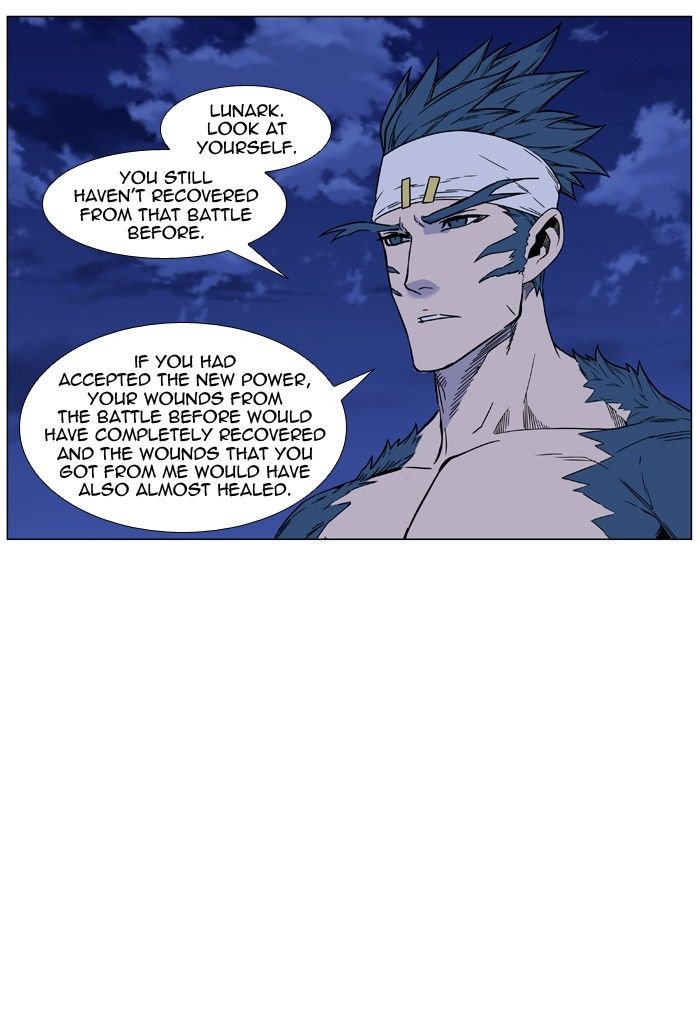 LUNARK.
LOOK AT
YOURSELF.
YOU STILL
HAVEN'T RECOVERED
FROM THAT BATTLE
BEFORE.
IF YOU HAD
ACCEPTED THE NEW POWER,
YOUR WOUNDS FROM
THE BATTLE BEFORE WOULD
HAVE COMPLETELY RECOVERED
AND THE WOUNDS THAT YOU
GOT FROM ME WOULD HAVE
ALSO ALMOST HEALED.